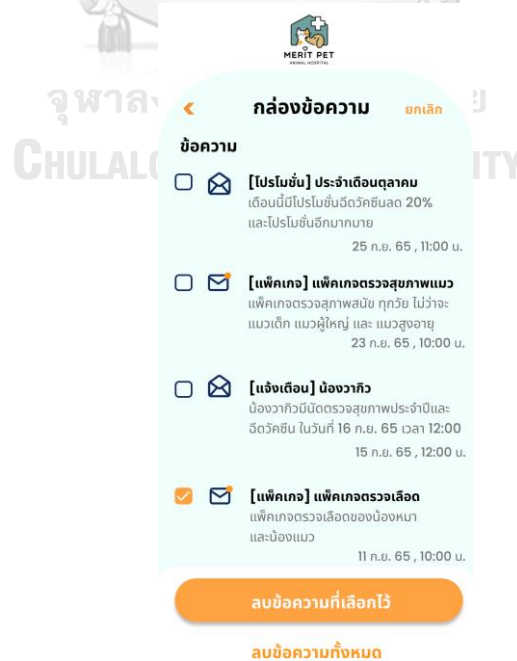 MERIT PET
ANIMAL HOSPITAL
จุฬาล
ย
CHULAL
ITY
กล่องข้อความ
ยกเลิก
ข้อความ
[โปรโมชั่น] ประจำเดือนตุลาคม
เดือนนี้มีโปรโมชั่นฉีดวัคซีนลด 20%
และโปรโมชั่นอีกมากมาย
25 ก.ย. 65 , 11:00 น.
[แพ็คเกจ] แพ็คเกจตรวจสุขภาพแมว
แพ็คเกจตรวจสุภาพสนัข ทุกวัย ไม่ว่าจะ
แมวเด็ก แมวผู้ใหญ่ และ แมวสูงอายุ
23 ก.ย. 65 , 10:00 น.
[แจ้งเตือน] น้องวากิว
น้องวากิวมีนัดตรวจสุขภาพประจำปีและ
ฉีดวัคซีน ในวันที่ 16 ก.ย. 65 เวลา 12:00
15 ก.ย. 65 , 12:00 น.
[แพ็คเกจ] แพ็คเกจตรวจเลือด
แพ็คเกจตรวจเลือดของน้องหมา
และน้องแมว
11 ก.ย. 65 , 10:00 น.
ลบข้อความที่เลือกไว้
ลบข้อความทั้งหมด